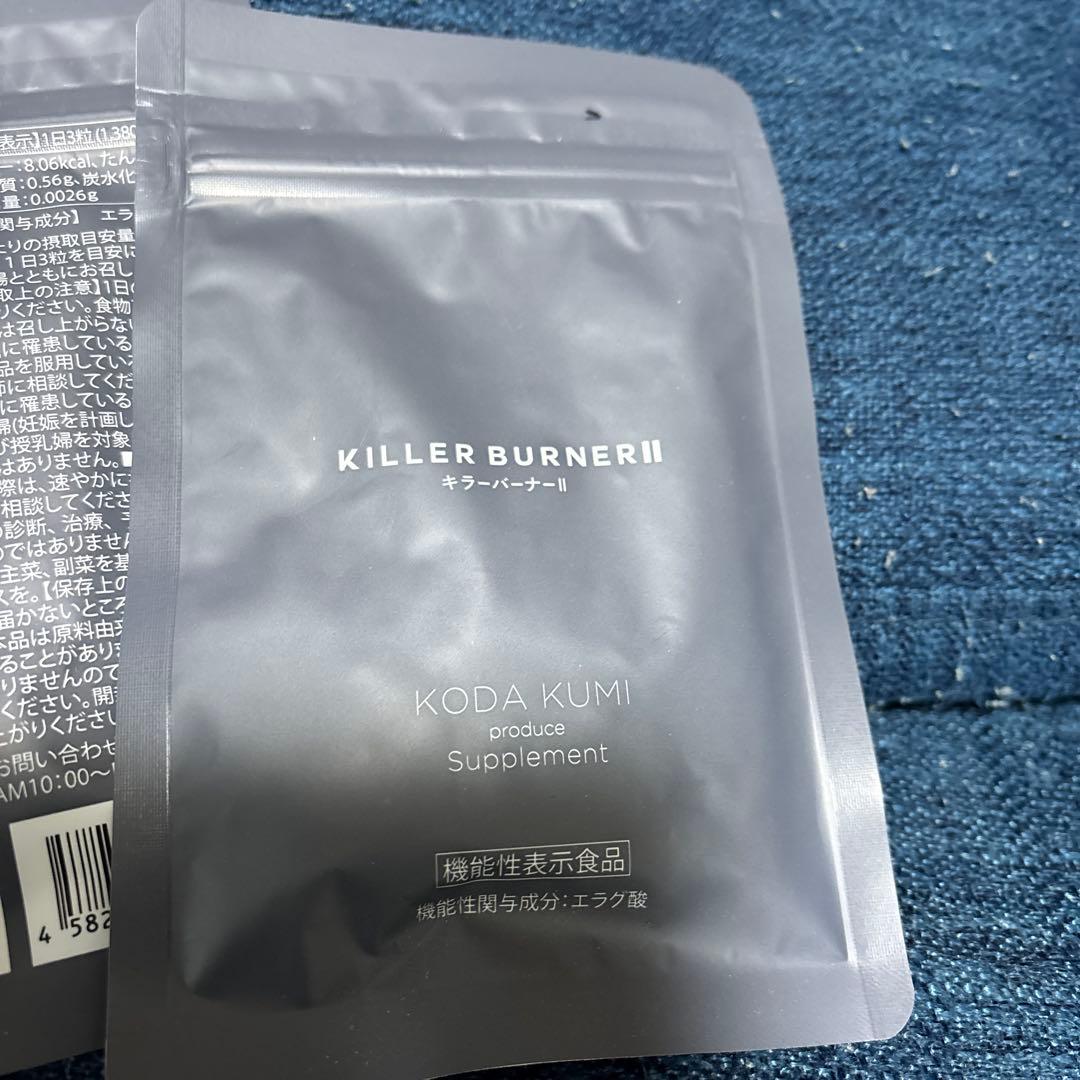 表示】1日3粒(1,380
ー:8.06kcal、たん
質:0.56g、炭水化
量:0.0026g
関与成分】 エラ
たりの摂取目安量
1日3粒を目安に
湯とともにお召し
取上の注意】1日の
りください。食物
は召し上がらない
に罹患している
品を服用している
師に相談してくだ
に罹患している
婦(妊娠を計画し
び授乳婦を対象
はありません。■
際は、速やかに
相談してくださ
の診断、治療、
のではありません
主菜、副菜を基
スを。【保存上の
届かないところ
本品は原料由来
ることがありま
りませんので
ください。開
上がりください
お問い合わせ
AM10:00〜
4 582
KILLER BURNERⅡ
キラーバーナーⅡ
KODA KUMI
produce
Supplement
機能性表示食品
機能性関与成分:エラグ酸